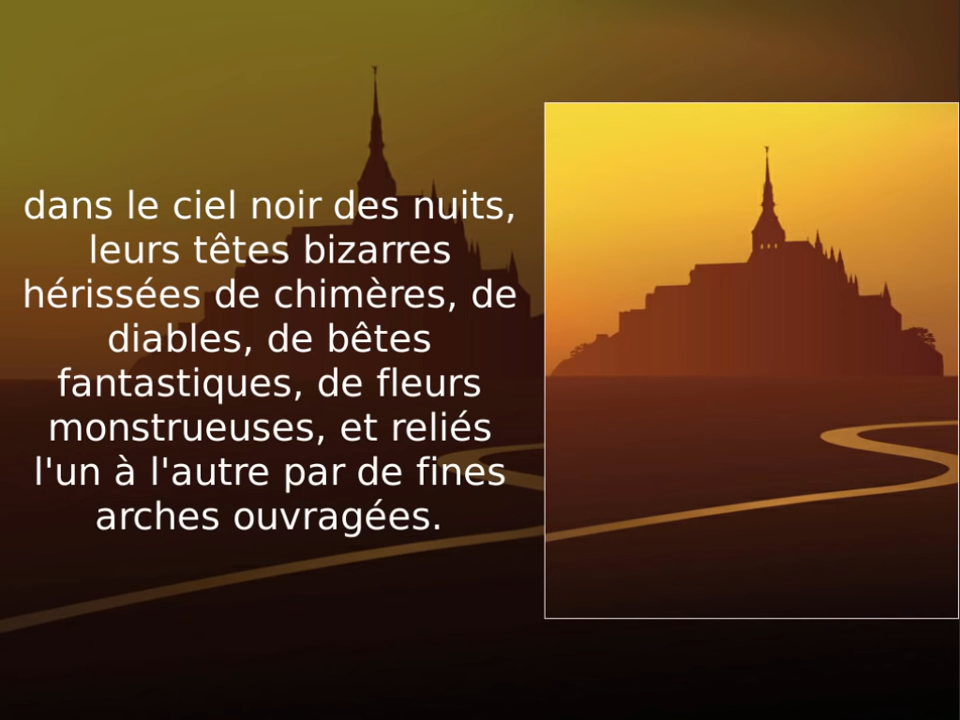 dans le ciel noir des nuits,
leurs têtes bizarres
hérissées de chimères, de
diables, de bêtes
fantastiques, de fleurs
monstrueuses, et reliés
l'un à l'autre par de fines
arches ouvragées.